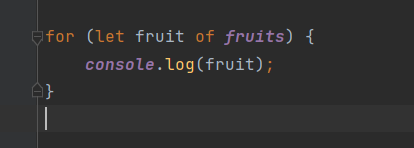 for (let fruit of fruits) {
    console.log(fruit);
}